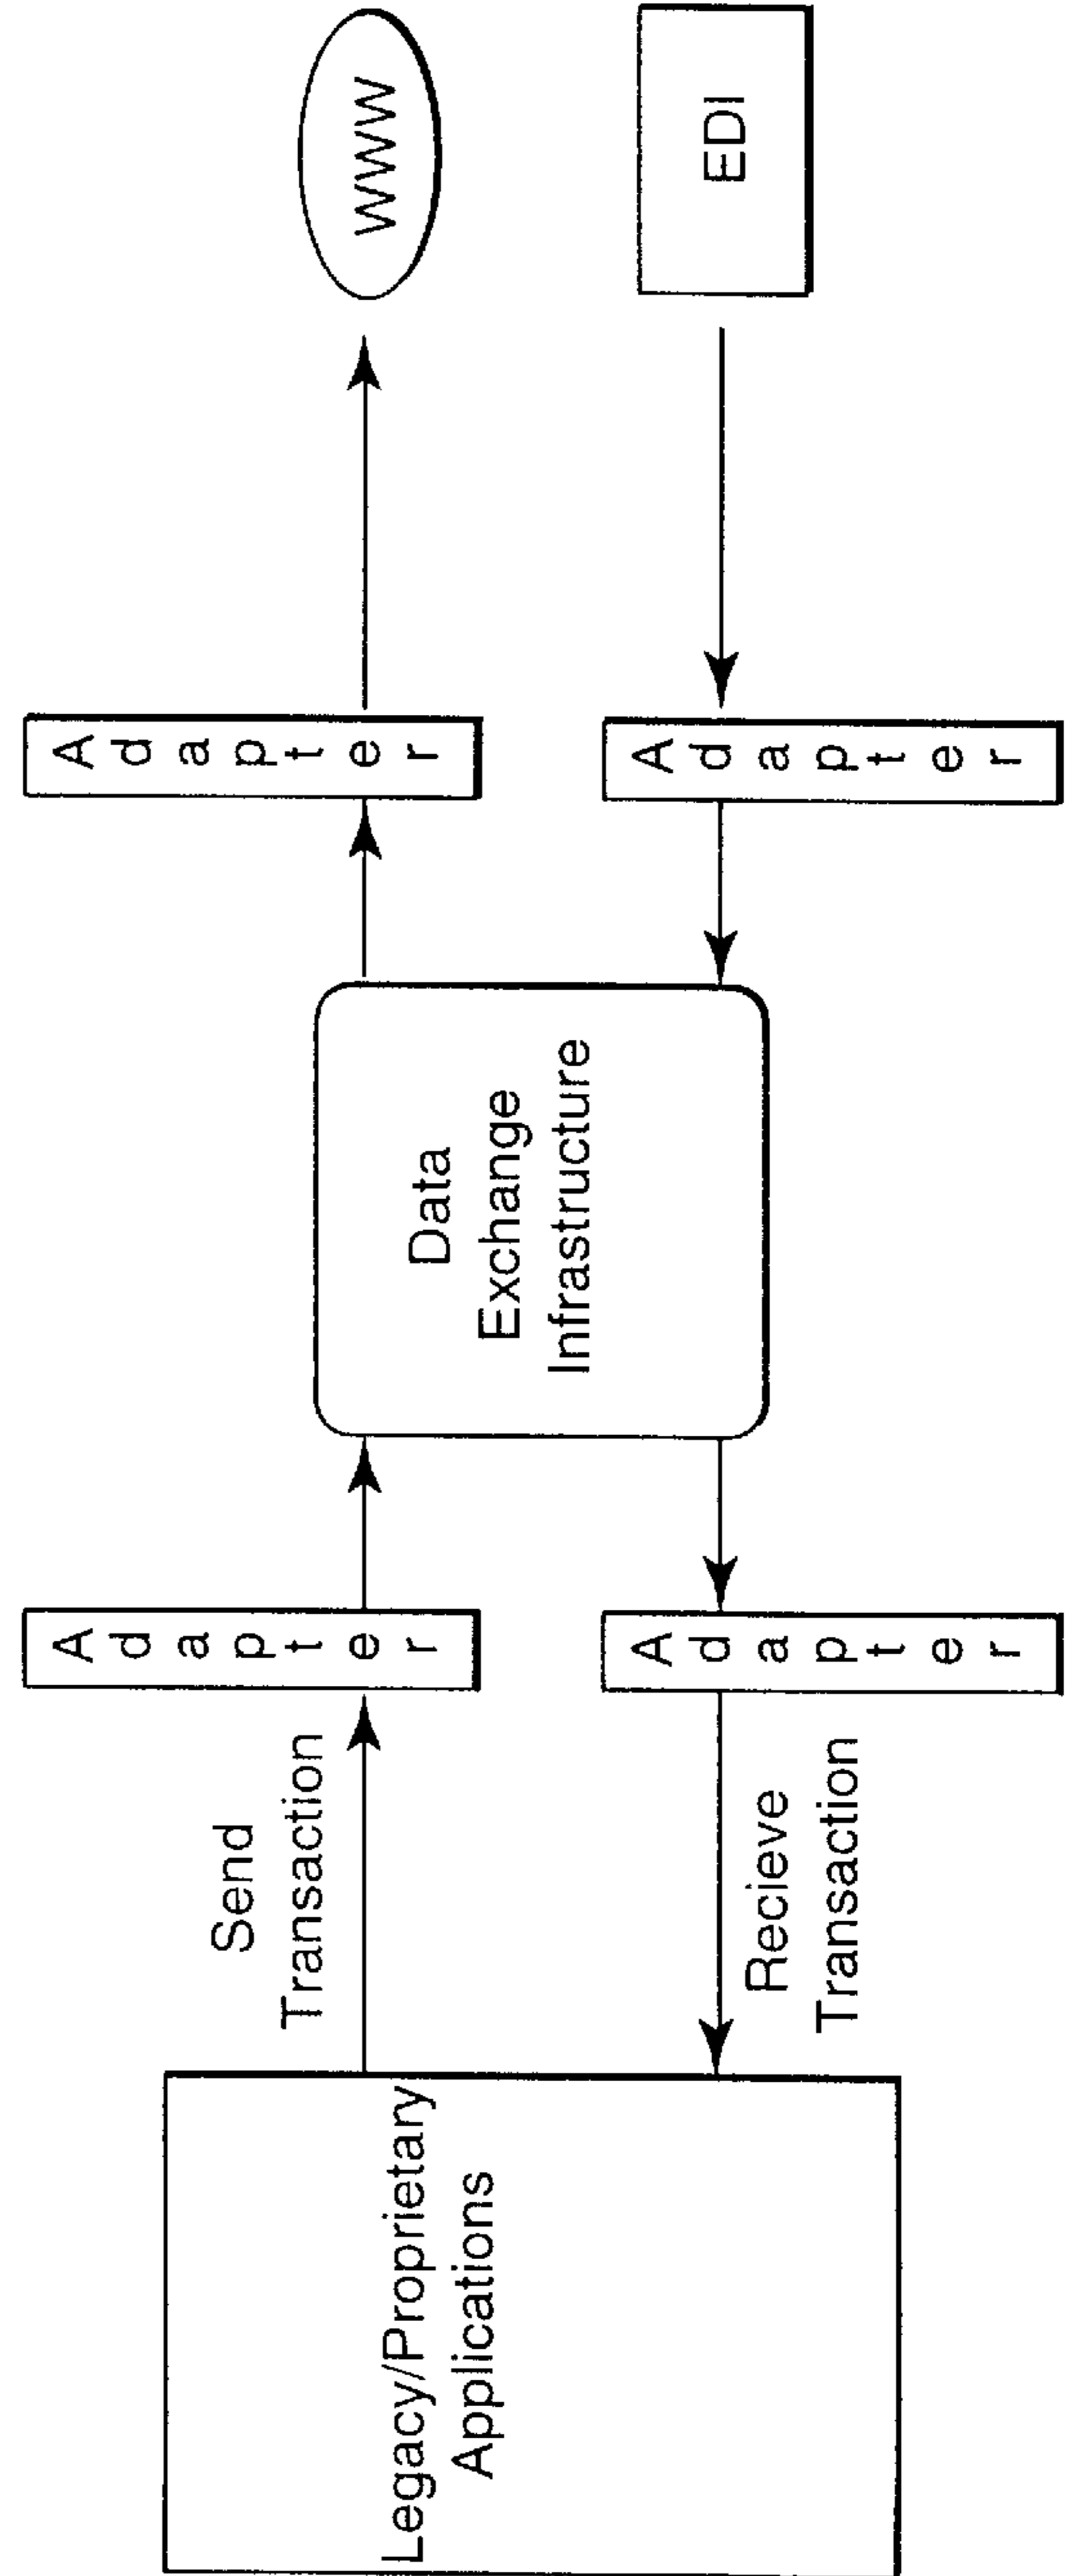 Legacy/Proprietary
Applications
Send
Transaction
Recieve
Transaction
Adapter
Adapter
Data
Exchange
Infrastructure
Adapter
Adapter
WWW
EDI